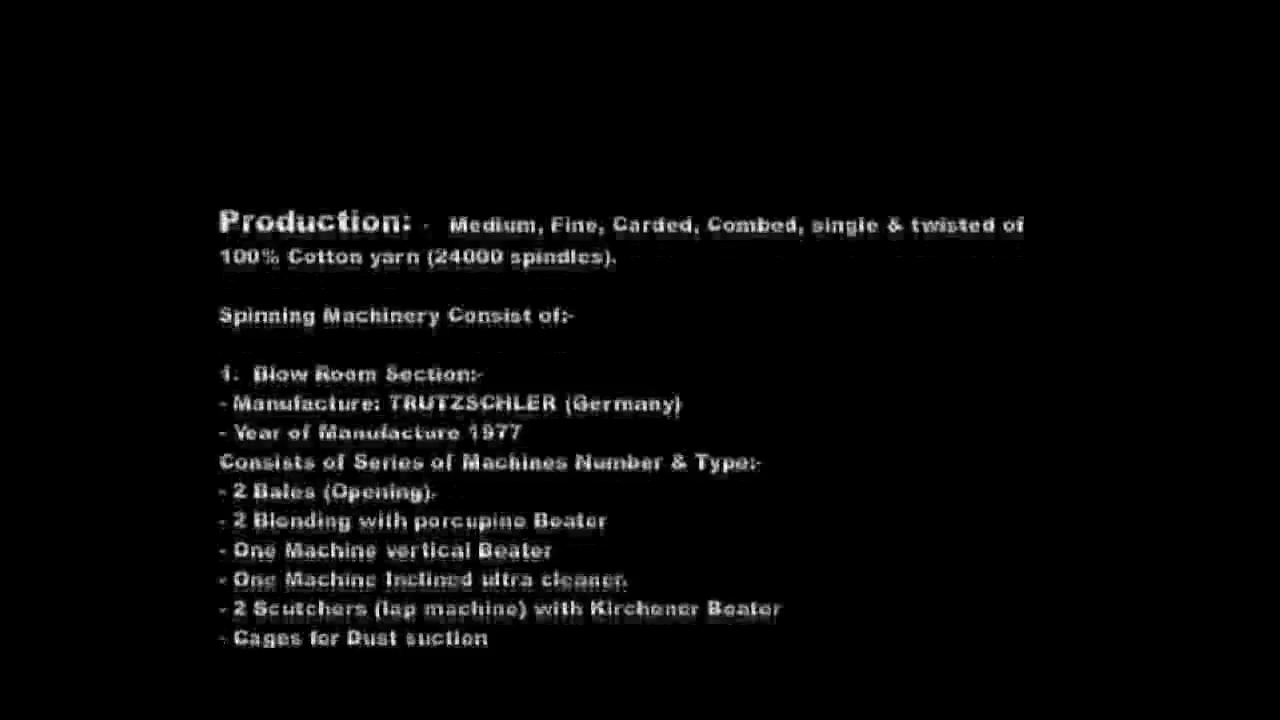 Production: - Medium, Fine, Carded, Combed, single & twisted of
100% Cotton yarn (24000 spindles).
Spinning Machinery Consist of:-
1. Blow Room Section:-
- Manufacture: TRUTZSCHLER (Germany)
- Year of Manufacture 1977
Consists of Series of Machines Number & Type:-
- 2 Bales (Opening).
- 2 Blending with porcupine Beater
- One Machine vertical Beater
- One Machine Inclined ultra cleaner.
- 2 Scutchers (lap machine) with Kirchener Beater
- Cages for Dust suction